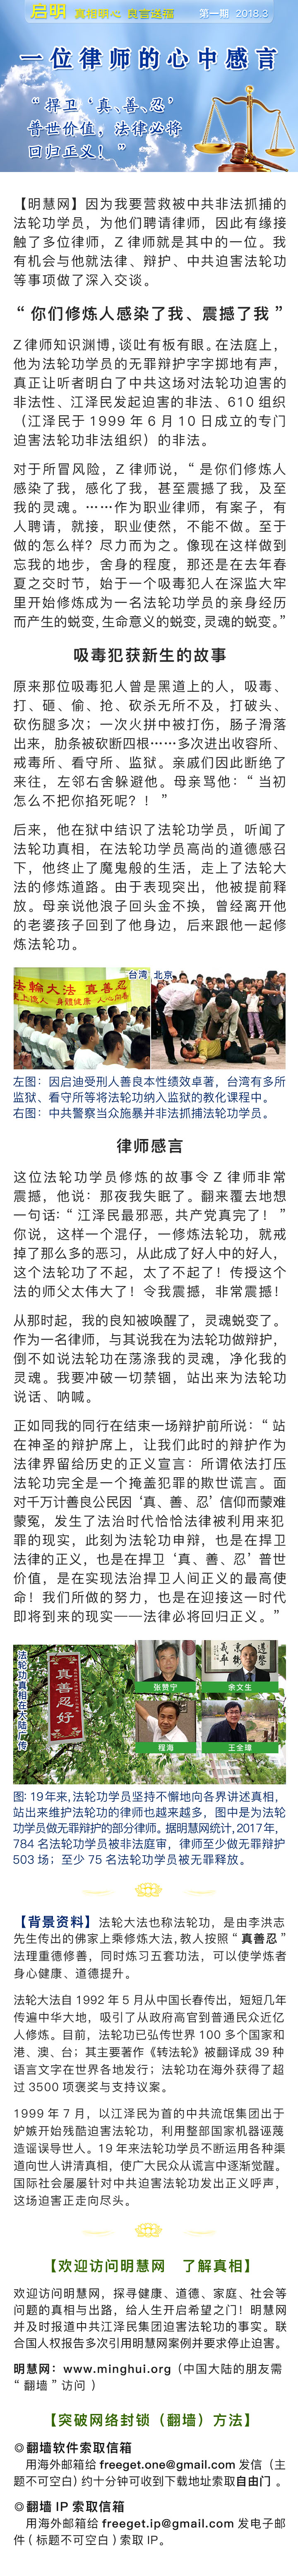 启明 真相明心 良言送福 第一期 2018.3
一位律师的心中感言
“捍卫‘真、善、忍’
普世价值，法律必将
回归正义！”
【明慧网】因为我要营救被中共非法抓捕的
法轮功学员，为他们聘请律师，因此有缘接
触了多位律师，Z 律师就是其中的一位。我
有机会与他就法律、辩护、中共迫害法轮功
等事项做了深入交谈。
“你们修炼人感染了我、震撼了我”
Z 律师知识渊博，谈吐有板有眼。在法庭上，
他为法轮功学员的无罪辩护字字掷地有声，
真正让听者明白了中共这场对法轮功迫害的
非法性、江泽民发起迫害的非法、610 组织
（江泽民于 1999 年 6 月 10 日成立的专门
迫害法轮功非法组织）的非法。
对于所冒风险，Z 律师说，“是你们修炼人
感染了我，感化了我，甚至震撼了我，及至
我的灵魂。……作为职业律师，有案子，有
人聘请，就接，职业使然，不能不做。至于
做的怎么样？尽力而为之。像现在这样做到
忘我的地步，舍身的程度，那还是在去年春
夏之交时节，始于一个吸毒犯人在深监大牢
里开始修炼成为一名法轮功学员的亲身经历
而产生的蜕变，生命意义的蜕变，灵魂的蜕变。”
吸毒犯获新生的故事
原来那位吸毒犯人曾是黑道上的人，吸毒、
打、砸、偷、抢、砍杀无所不及，打破头、
砍伤腿多次；一次火拼中被打伤，肠子滑落
出来，肋条被砍断四根……多次进出收容所、
戒毒所、看守所、监狱。亲戚们因此断绝了
来往，左邻右舍躲避他。母亲骂他：“当初
怎么不把你掐死呢？！”
后来，他在狱中结识了法轮功学员，听闻了
法轮功真相，在法轮功学员高尚的道德感召
下，他终止了魔鬼般的生活，走上了法轮大
法的修炼道路。由于表现突出，他被提前释
放。母亲说他浪子回头金不换，曾经离开他
的老婆孩子回到了他身边，后来跟他一起修
炼法轮功。
台湾 北京
左图：因启迪受刑人善良本性绩效卓著，台湾有多所
监狱、看守所等将法轮功纳入监狱的教化课程中。
右图：中共警察当众施暴并非法抓捕法轮功学员。
律师感言
这位法轮功学员修炼的故事令 Z 律师非常
震撼，他说：那夜我失眠了。翻来覆去地想
一句话：“江泽民最邪恶，共产党真完了！”
你说，这样一个混仔，一修炼法轮功，就戒
掉了那么多的恶习，从此成了好人中的好人，
这个法轮功了不起，太了不起了！传授这个
法的师父太伟大了！令我震撼，非常震撼！
从那时起，我的良知被唤醒了，灵魂蜕变了。
作为一名律师，与其说我在为法轮功做辩护，
倒不如说法轮功在荡涤我的灵魂，净化我的
灵魂。我要冲破一切禁锢，站出来为法轮功
说话、呐喊。
正如同我的同行在结束一场辩护前所说：“站
在神圣的辩护席上，让我们此时的辩护作为
法律界留给历史的正义宣言：所谓依法打压
法轮功完全是一个掩盖犯罪的欺世谎言。面
对千万计善良公民因‘真、善、忍’信仰而蒙难
蒙冤，发生了法治时代恰恰法律被利用来犯
罪的现实，此刻为法轮功申辩，也是在捍卫
法律的正义，也是在捍卫‘真、善、忍’普世
价值，是在实现法治捍卫人间正义的最高使
命！我们所做的努力，也是在迎接这一时代
即将到来的现实——法律必将回归正义。”
法轮功真相在大陆广传
真善忍好
张赞宁
余文生
程海
王全璋
图：19年来，法轮功学员坚持不懈地向各界讲述真相，
站出来维护法轮功的律师也越来越多，图中是为法轮
功学员做无罪辩护的部分律师。据明慧网统计，2017年，
784 名法轮功学员被非法庭审，律师至少做无罪辩护
503 场；至少 75 名法轮功学员被无罪释放。
【背景资料】法轮大法也称法轮功，是由李洪志
先生传出的佛家上乘修炼大法，教人按照“真善忍”
法理重德修善，同时炼习五套功法，可以使学炼者
身心健康、道德提升。
法轮大法自 1992 年 5 月从中国长春传出，短短几年
传遍中华大地，吸引了从政府高官到普通民众近亿
人修炼。目前，法轮功已弘传世界 100 多个国家和
港、澳、台；其主要著作《转法轮》被翻译成 39 种
语言文字在世界各地发行；法轮功在海外获得了超
过 3500 项褒奖与支持议案。
1999 年 7 月，以江泽民为首的中共流氓集团出于
妒嫉开始残酷迫害法轮功，利用整部国家机器诬蔑
造谣误导世人。19 年来法轮功学员不断运用各种渠
道向世人讲清真相，使广大民众从谎言中逐渐觉醒。
国际社会屡屡针对中共迫害法轮功发出正义呼声，
这场迫害正走向尽头。
【欢迎访问明慧网 了解真相】
欢迎访问明慧网，探寻健康、道德、家庭、社会等
问题的真相与出路，给人生开启希望之门！明慧网
并及时报道中共江泽民集团迫害法轮功的事实。联
合国人权报告多次引用明慧网案例并要求停止迫害。
明慧网：www.minghui.org（中国大陆的朋友需
“翻墙”访问）
【突破网络封锁（翻墙）方法】
◎翻墙软件索取信箱
用海外邮箱给 freeget.one@gmail.com 发信（主
题不可空白）约十分钟可收到下载地址索取自由门 。
◎翻墙 IP 索取信箱
用海外邮箱给 freeget.ip@gmail.com 发电子邮
件（标题不可空白）索取 IP。